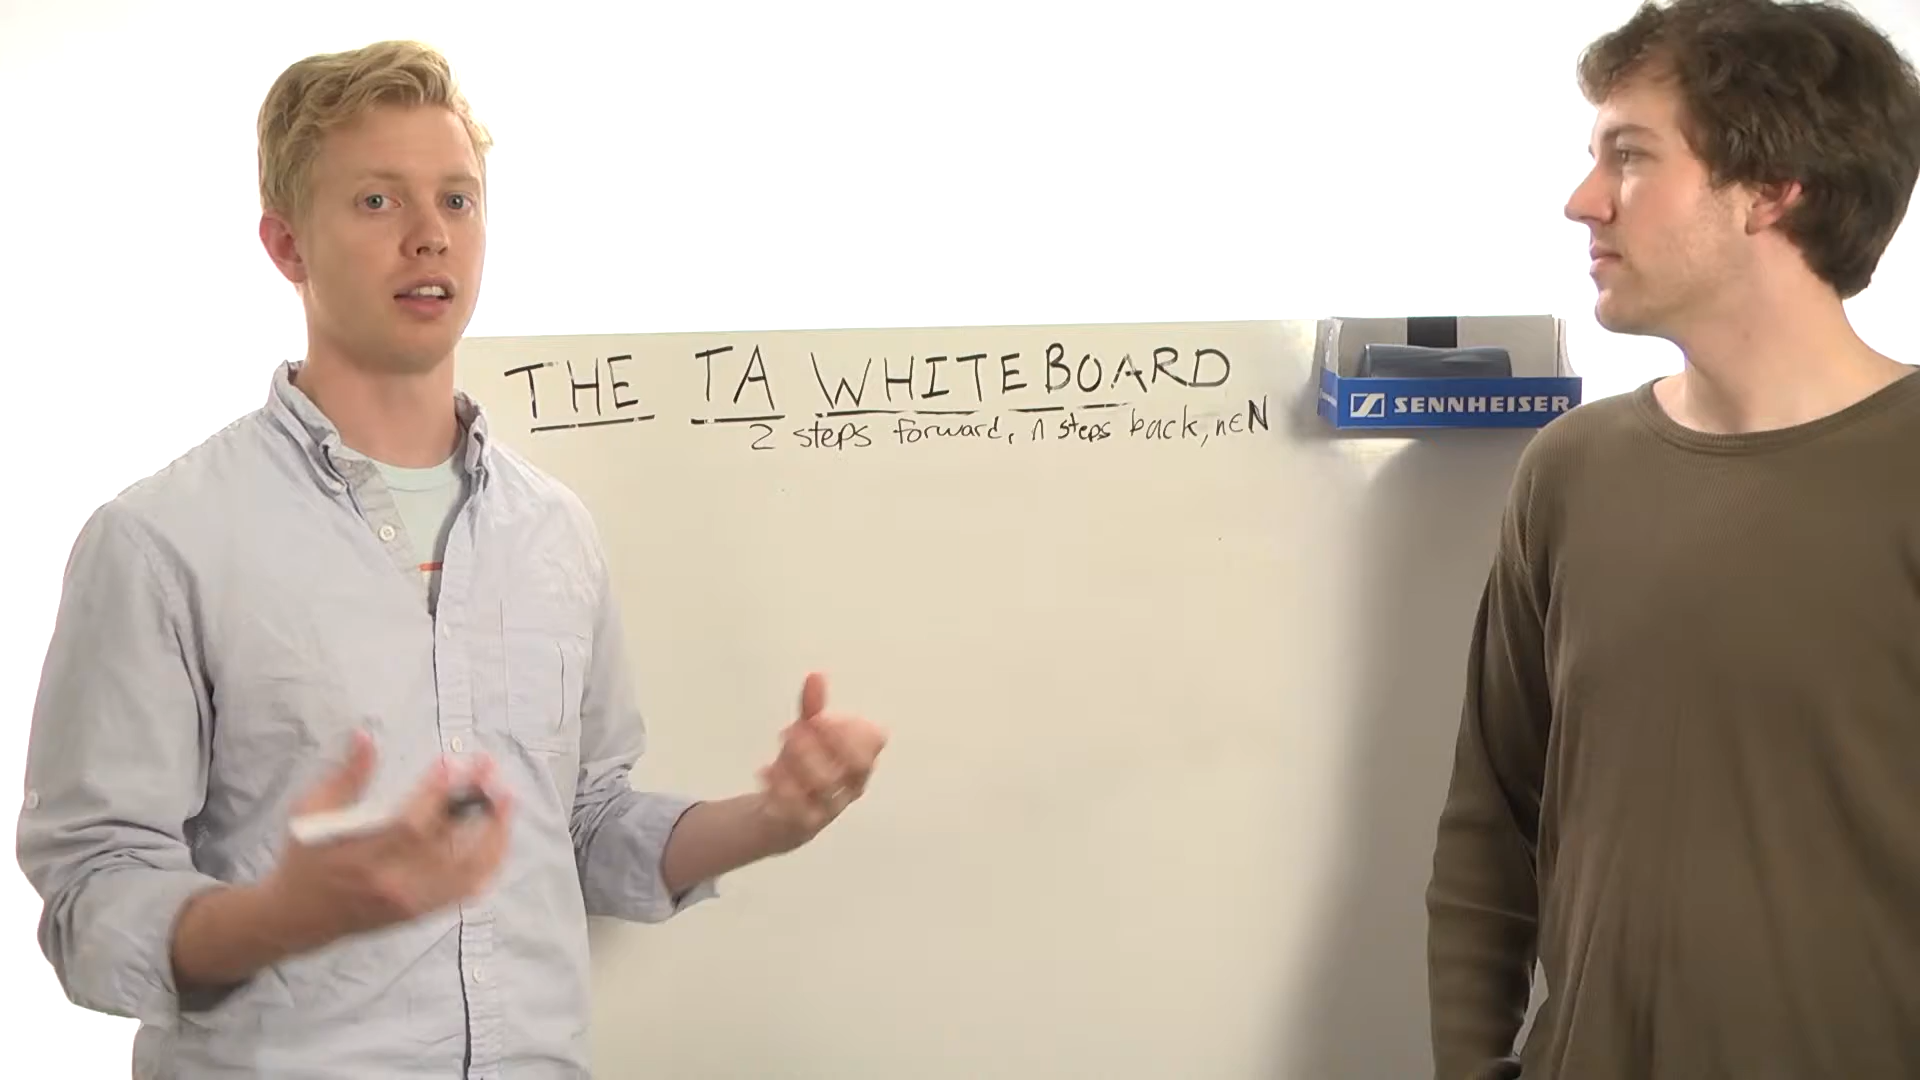 THE TA WHITEBOARD
2 steps forward, n steps back, n∈N
SENNHEISER